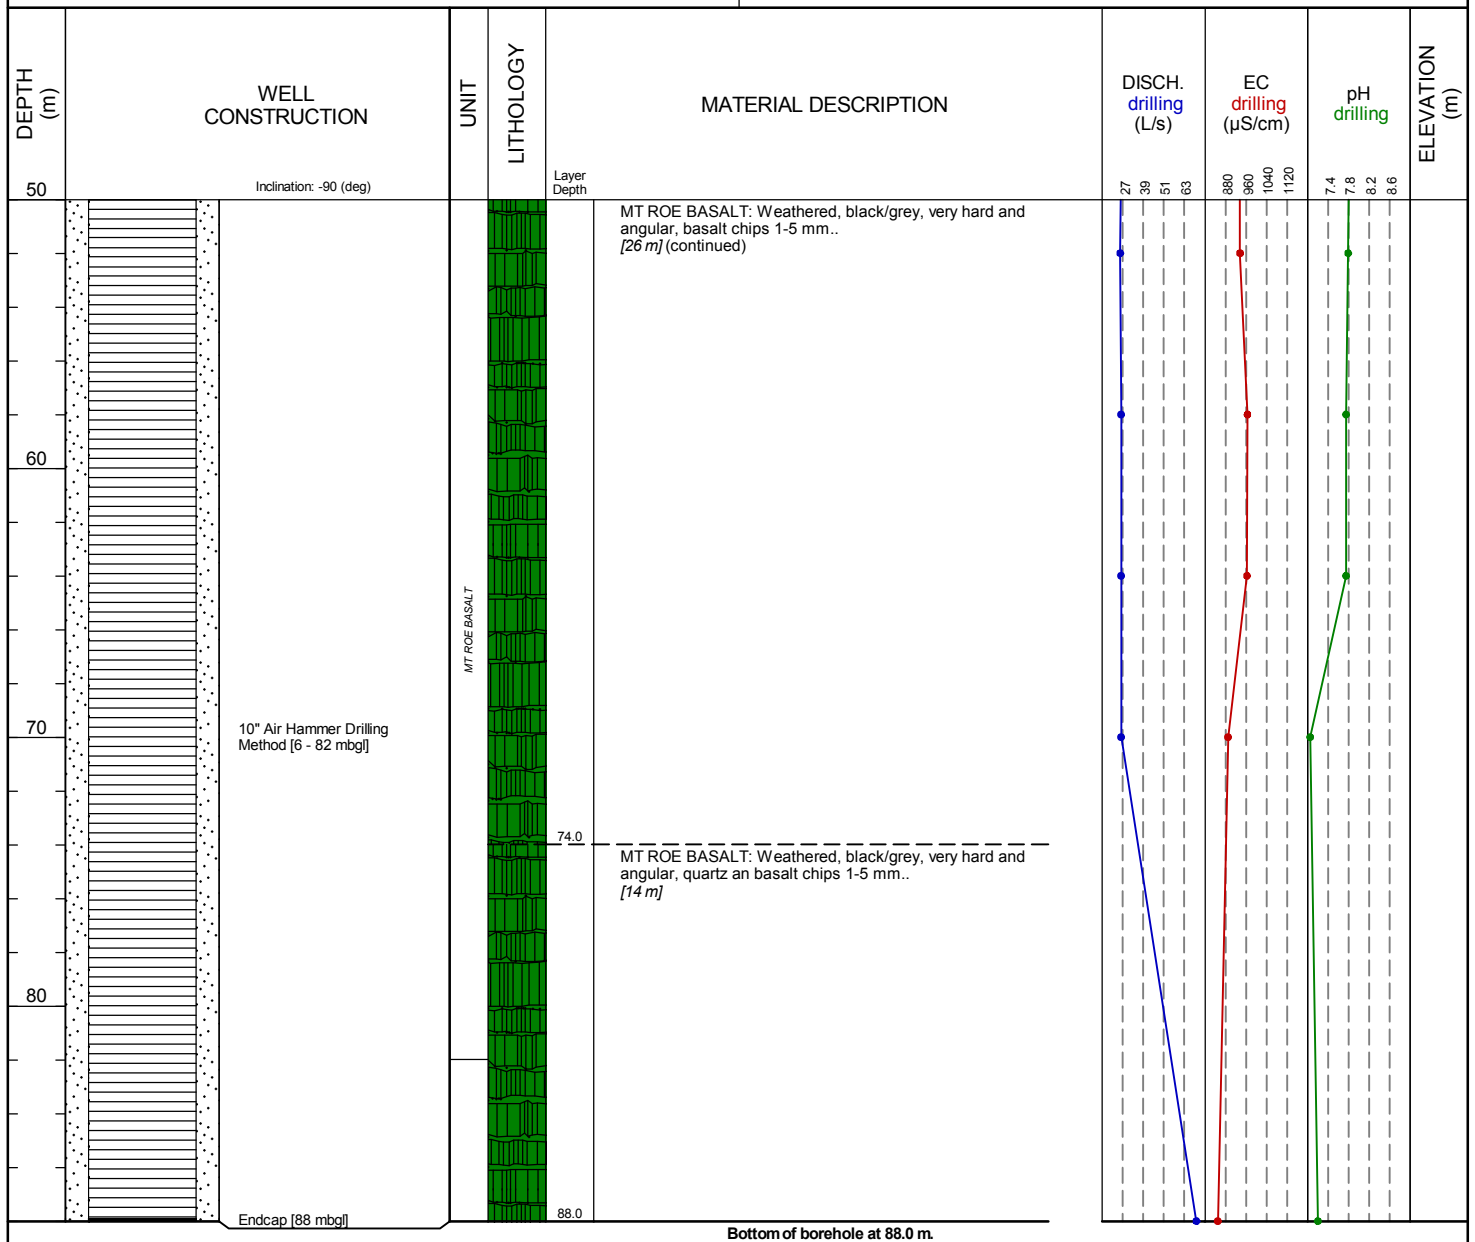 DEPTH
(m)
WELL
CONSTRUCTION
Inclination: -90 (deg)
UNIT
LITHOLOGY
Layer
Depth
MATERIAL DESCRIPTION
DISCH.
drilling
(L/s)
27 39 51 63
EC
drilling
(µS/cm)
880 960 1040 1120
pH
drilling
7.4 7.8 8.2 8.6
ELEVATION
(m)
50
MT ROE BASALT: Weathered, black/grey, very hard and
angular, basalt chips 1-5 mm..
[26 m] (continued)
60
MT ROE BASALT
70
10" Air Hammer Drilling
Method [6 - 82 mbgl]
74.0
MT ROE BASALT: Weathered, black/grey, very hard and
angular, quartz an basalt chips 1-5 mm..
[14 m]
80
Endcap [88 mbgl]
88.0
Bottom of borehole at 88.0 m.